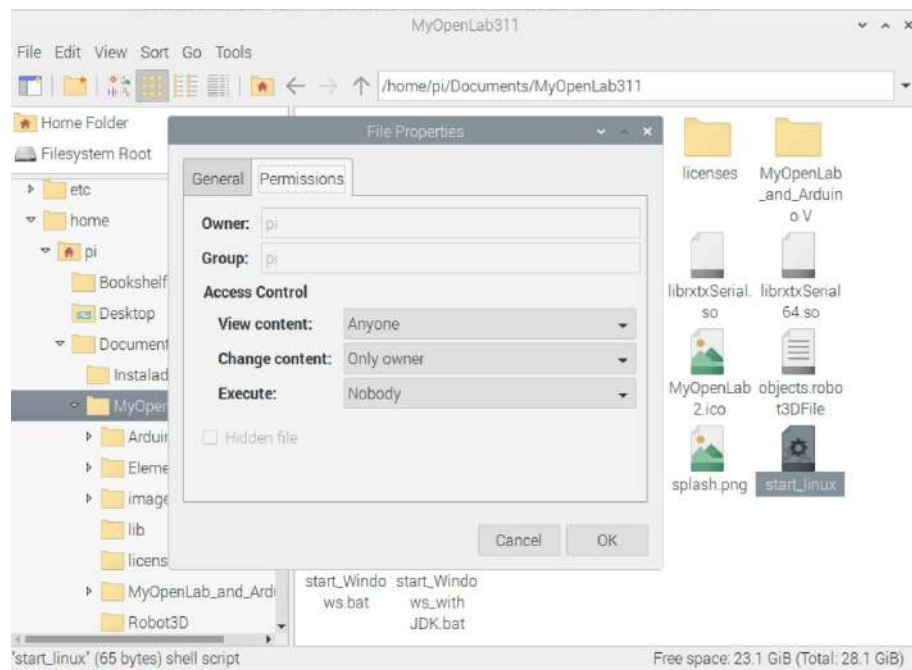 MyOpenLab311
File Edit View Sort Go Tools
/home/pi/Documents/MyOpenLab311
Home Folder
Filesystem Root
etc
home
pi
Bookshelf
Desktop
Document
Instalad
MyOpen
Arduin
Eleme
image
lib
licens
MyOpenLab_and_Ardu
Robot3D
File Properties
General Permissions
Owner: pi
Group: pi
Access Control
View content: Anyone
Change content: Only owner
Execute: Nobody
Hidden file
Cancel OK
licenses
MyOpenLab
_and_Arduin
o V
librxtxSerial.
so
librxtxSerial
64.so
MyOpenLab
2.ico
objects.robo
t3DFile
splash.png
start_linux
start_Windo
ws.bat
start_Windo
ws_with
JDK.bat
"start_linux" (65 bytes) shell script
Free space: 23.1 GiB (Total: 28.1 GiB)